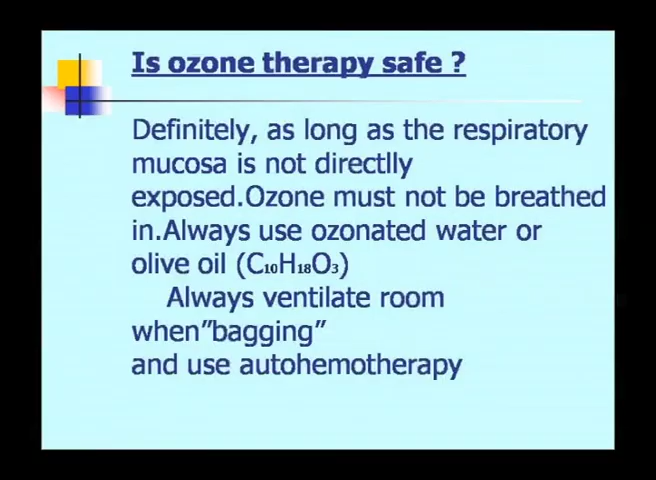 Is ozone therapy safe ?
Definitely, as long as the respiratory
mucosa is not directlly
exposed.Ozone must not be breathed
in.Always use ozonated water or
olive oil (C₁₀H₁₈O₃)
Always ventilate room
when”bagging”
and use autohemotherapy